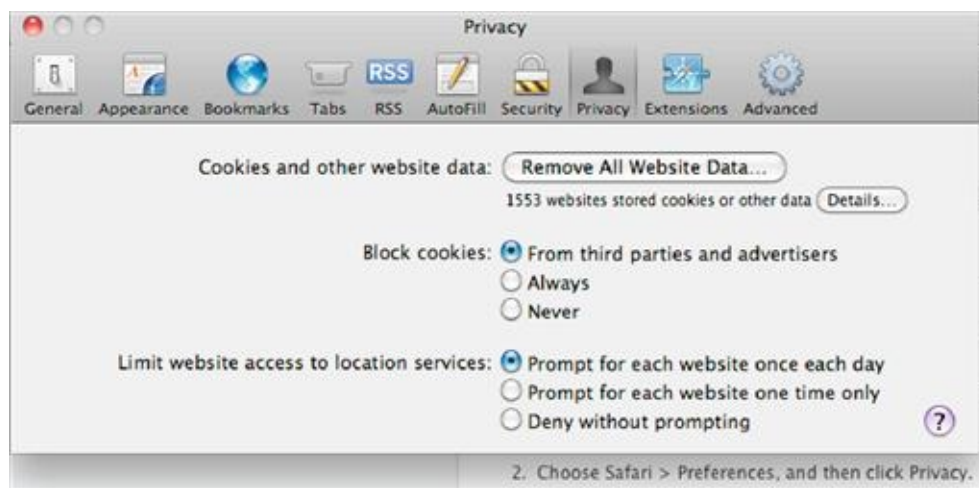 Privacy
RSS
General Appearance Bookmarks Tabs RSS AutoFill Security Privacy Extensions Advanced
Cookies and other website data: Remove All Website Data...
1553 websites stored cookies or other data Details...
Block cookies: From third parties and advertisers
Always
Never
Limit website access to location services: Prompt for each website once each day
Prompt for each website one time only
Deny without prompting
?
2. Choose Safari > Preferences, and then click Privacy.